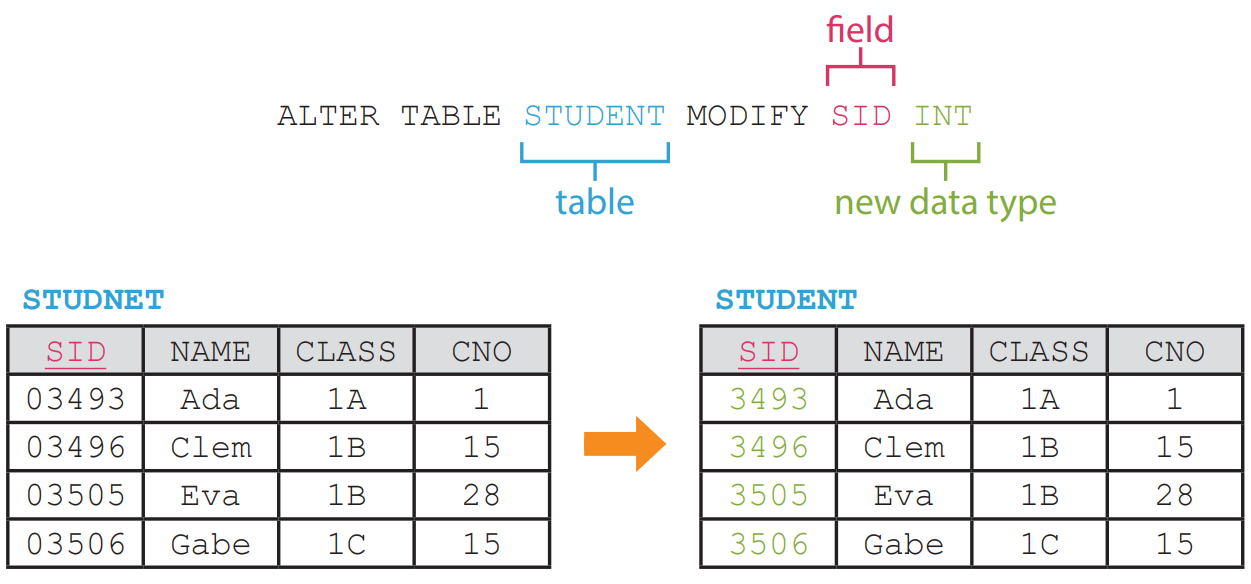 field
ALTER TABLE STUDENT MODIFY SID INT
table new data type
STUDNET
SID NAME CLASS CNO
03493 Ada 1A 1
03496 Clem 1B 15
03505 Eva 1B 28
03506 Gabe 1C 15
STUDENT
SID NAME CLASS CNO
3493 Ada 1A 1
3496 Clem 1B 15
3505 Eva 1B 28
3506 Gabe 1C 15